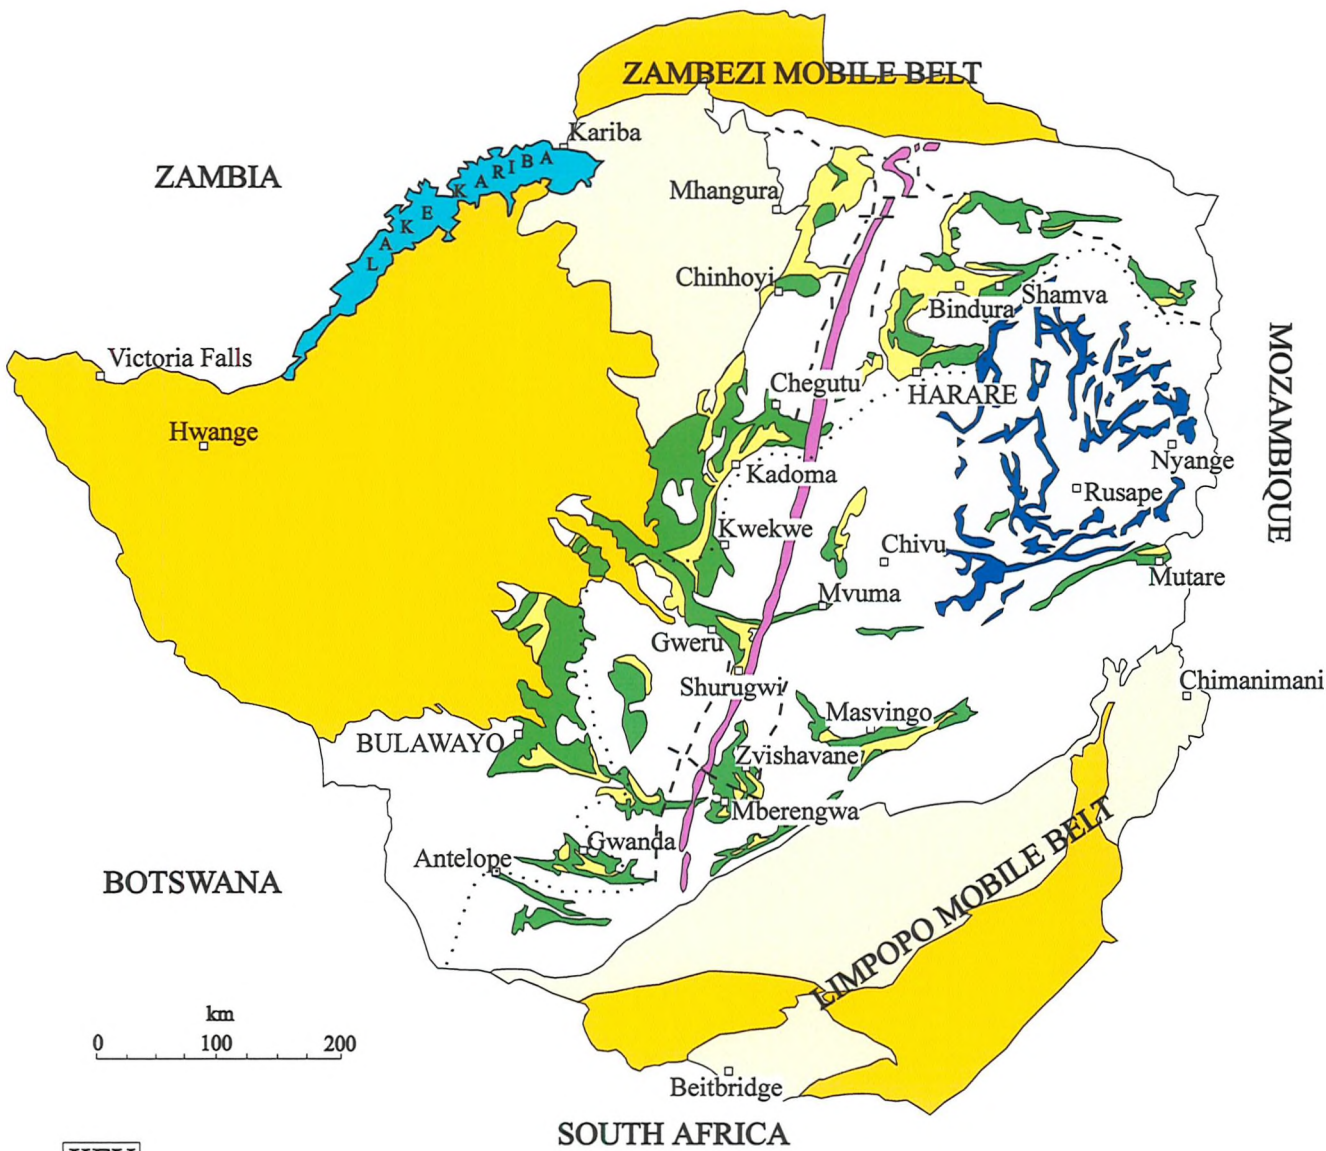 ZAMBEZI MOBILE BELT
Kariba
LAKE KARIBA
ZAMBIA
Mhangura
Chinhoyi
Bindura
Shamva
Victoria Falls
MOZAMBIQUE
Chegutu
HARARE
Hwange
Nyange
Kadoma
Rusape
Kwekwe
Chivu
Mutare
Mvuma
Gweru
Shurugwi
Chimanimani
Masvingo
BULAWAYO
Zvishavane
Mberengwa
Gwanda
Antelope
BOTSWANA
LIMPOPO MOBILE BELT
km
0 100 200
Beitbridge
SOUTH AFRICA